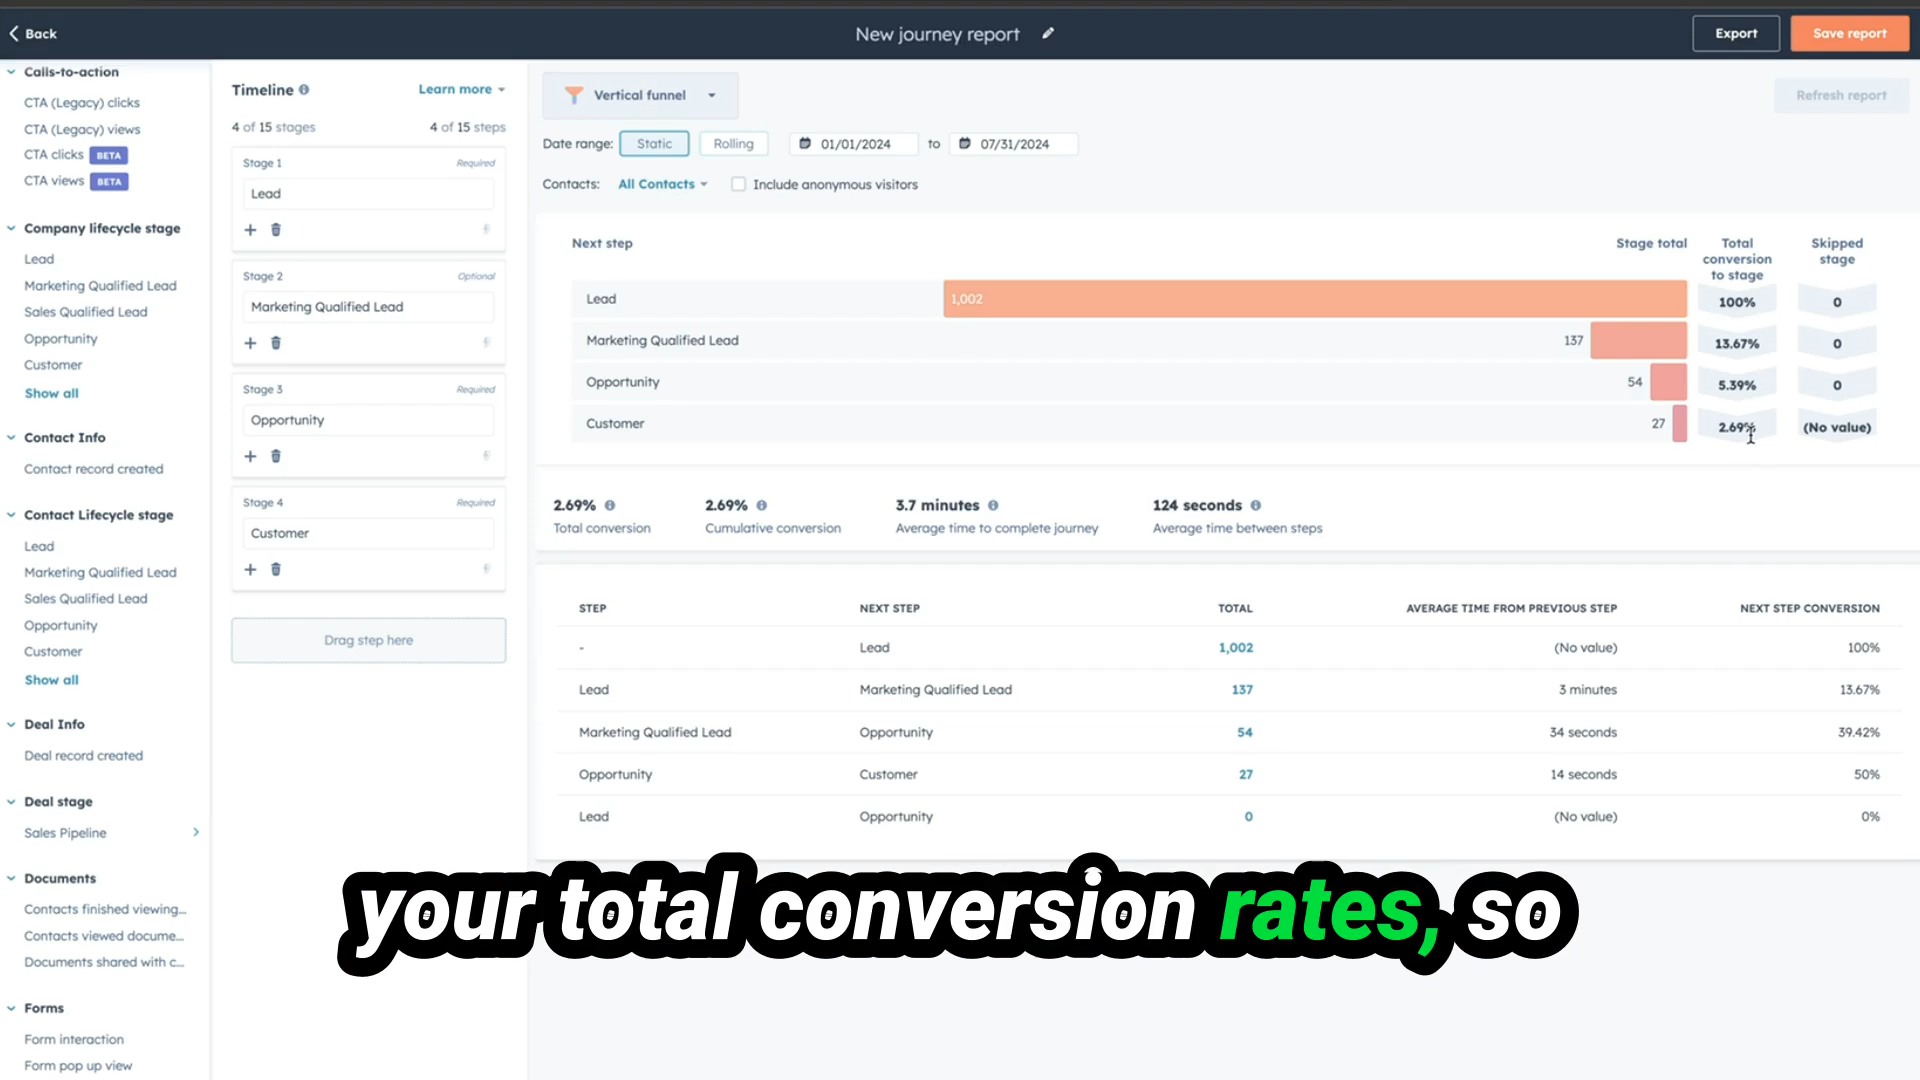 Back
New journey report
Export
Save report
Calls-to-action
CTA (Legacy) clicks
CTA (Legacy) views
CTA clicks BETA
CTA views BETA
Company lifecycle stage
Lead
Marketing Qualified Lead
Sales Qualified Lead
Opportunity
Customer
Show all
Contact Info
Contact record created
Contact Lifecycle stage
Lead
Marketing Qualified Lead
Sales Qualified Lead
Opportunity
Customer
Show all
Deal Info
Deal record created
Deal stage
Sales Pipeline
Documents
Contacts finished viewing...
Contacts viewed docume...
Documents shared with c...
Forms
Form interaction
Form pop up view
Timeline Learn more
4 of 15 stages 4 of 15 steps
Stage 1 Required
Lead
Stage 2 Optional
Marketing Qualified Lead
Stage 3 Required
Opportunity
Stage 4 Required
Customer
Drag step here
Vertical funnel
Refresh report
Date range: Static Rolling 01/01/2024 to 07/31/2024
Contacts: All Contacts Include anonymous visitors
Next step Stage total Total conversion to stage Skipped stage
Lead 1,002 100% 0
Marketing Qualified Lead 137 13.67% 0
Opportunity 54 5.39% 0
Customer 27 2.69% (No value)
2.69% 2.69% 3.7 minutes 124 seconds
Total conversion Cumulative conversion Average time to complete journey Average time between steps
STEP NEXT STEP TOTAL AVERAGE TIME FROM PREVIOUS STEP NEXT STEP CONVERSION
- Lead 1,002 (No value) 100%
Lead Marketing Qualified Lead 137 3 minutes 13.67%
Marketing Qualified Lead Opportunity 54 34 seconds 39.42%
Opportunity Customer 27 14 seconds 50%
Lead Opportunity 0 (No value) 0%
your total conversion rates, so